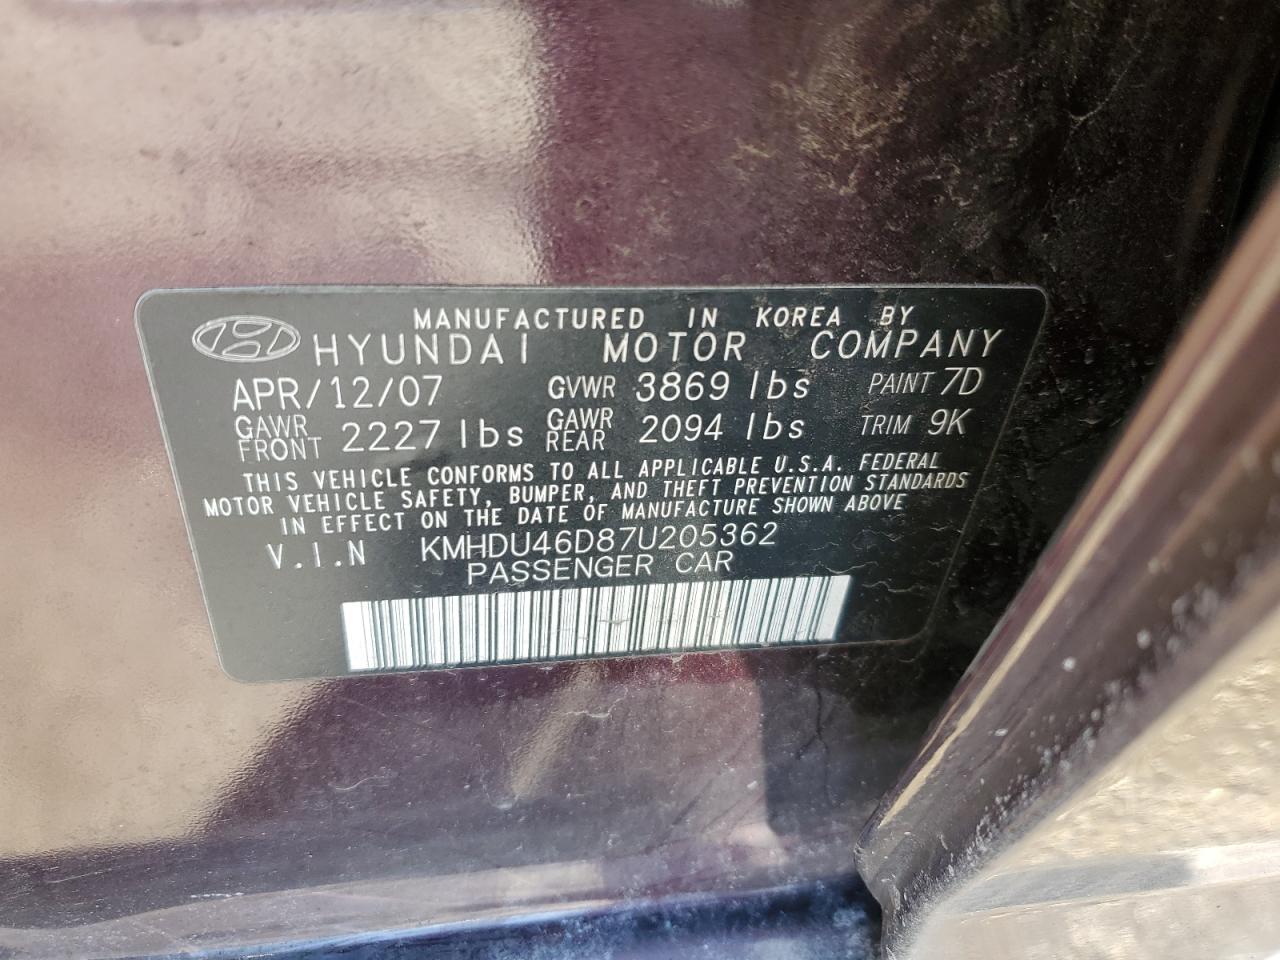 MANUFACTURED IN KOREA BY
HYUNDAI MOTOR COMPANY
APR/12/07 GVWR 3869 lbs PAINT 7D
GAWR FRONT 2227 lbs GAWR REAR 2094 lbs TRIM 9K
THIS VEHICLE CONFORMS TO ALL APPLICABLE U.S.A. FEDERAL
MOTOR VEHICLE SAFETY, BUMPER, AND THEFT PREVENTION STANDARDS
IN EFFECT ON THE DATE OF MANUFACTURE SHOWN ABOVE
V.I.N KMHDU46D87U205362
PASSENGER CAR